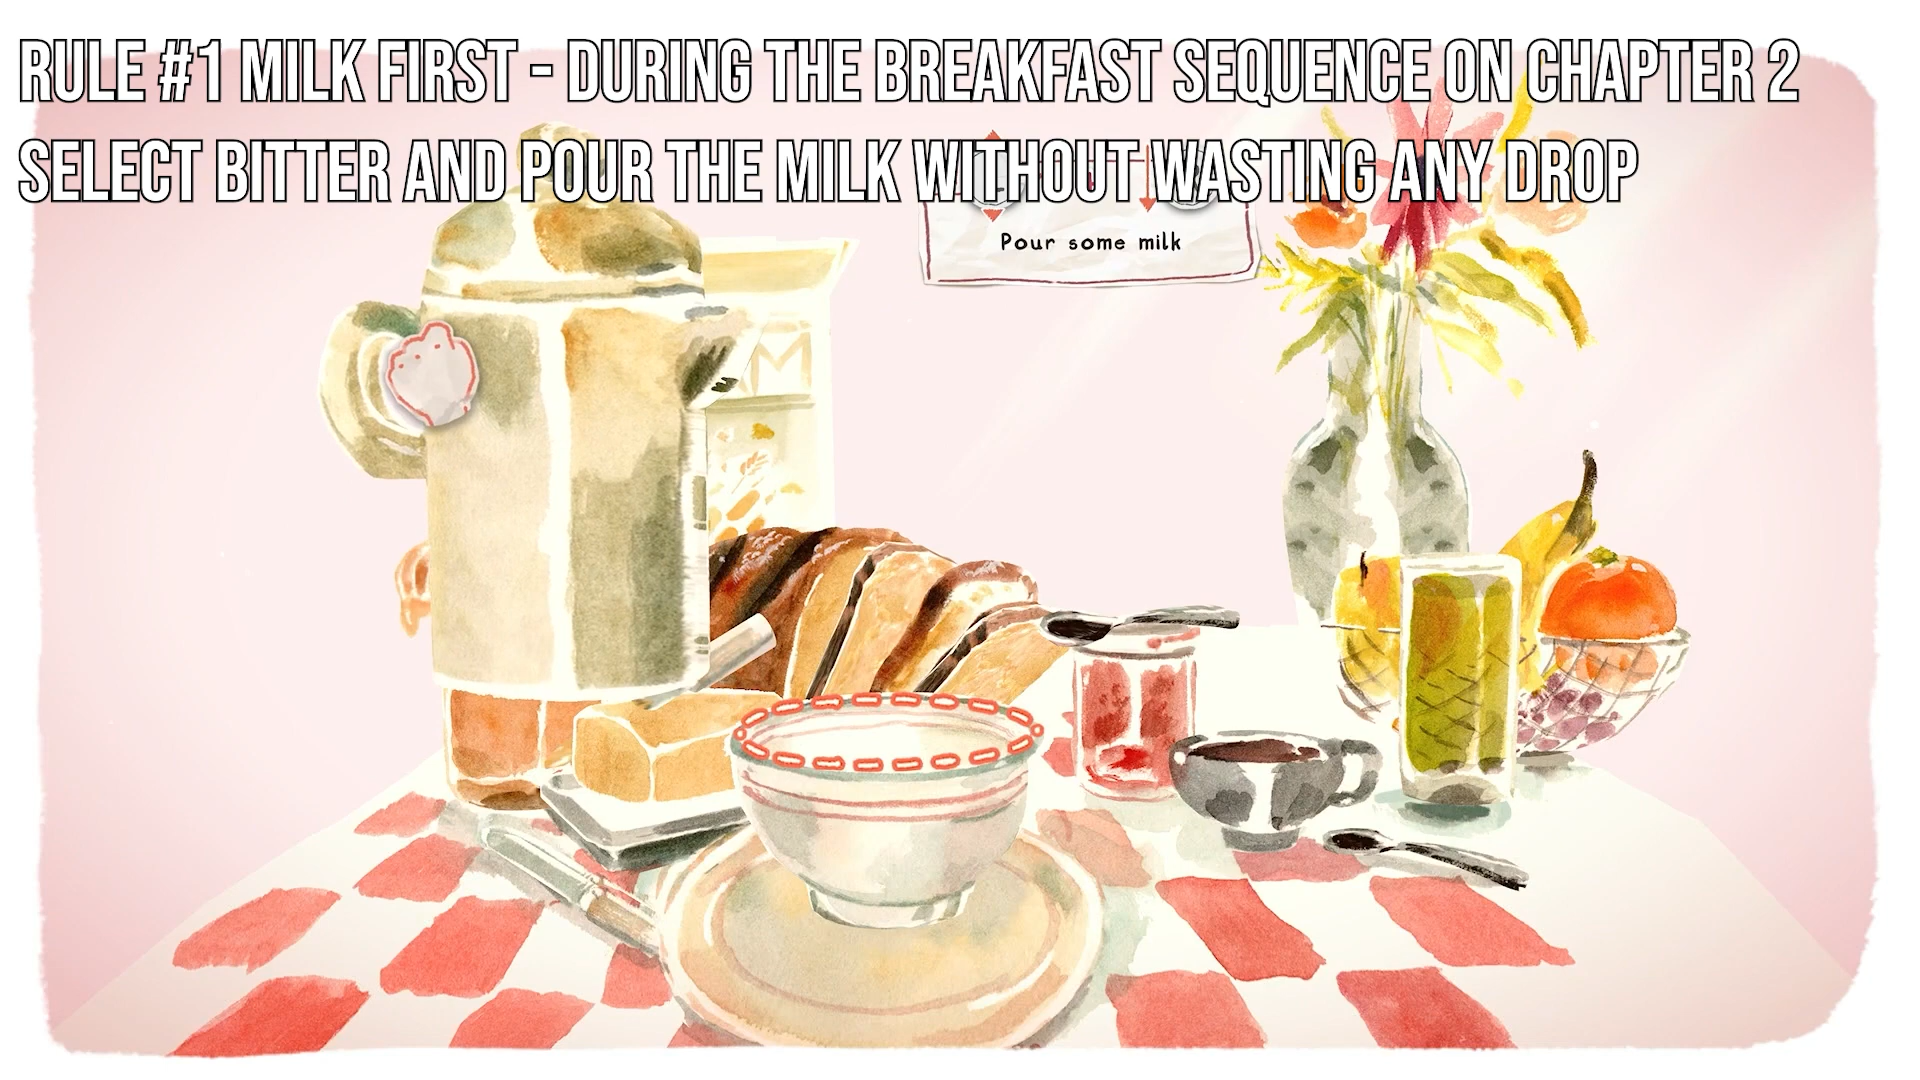 RULE #1 MILK FIRST - DURING THE BREAKFAST SEQUENCE ON CHAPTER 2
SELECT BITTER AND POUR THE MILK WITHOUT WASTING ANY DROP
Pour some milk